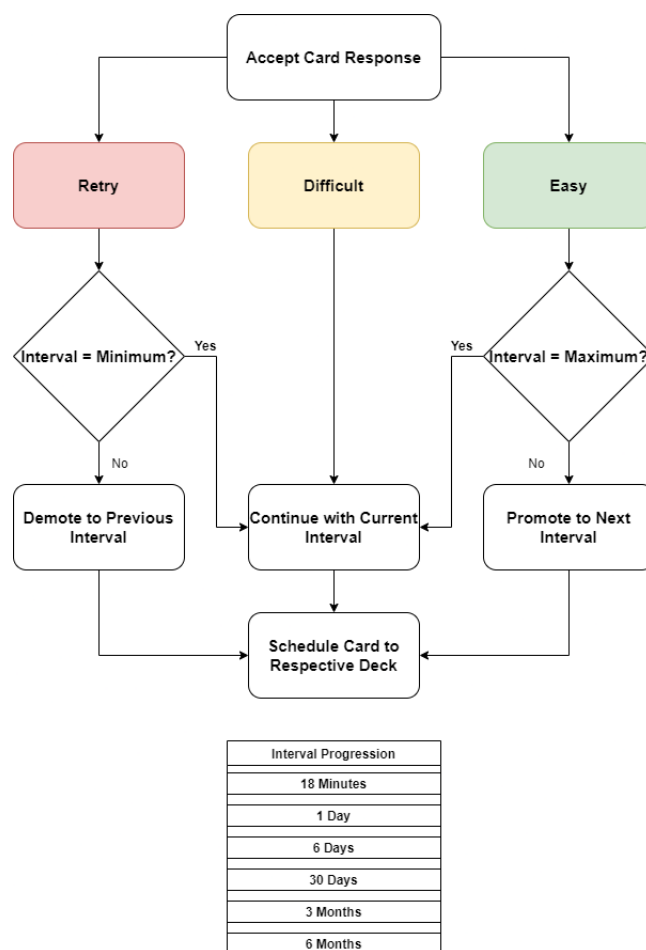 Accept Card Response
Retry
Difficult
Easy
Interval = Minimum?
Yes
Yes
Interval = Maximum?
No
No
Demote to Previous
Interval
Continue with Current
Interval
Promote to Next
Interval
Schedule Card to
Respective Deck
Interval Progression
18 Minutes
1 Day
6 Days
30 Days
3 Months
6 Months